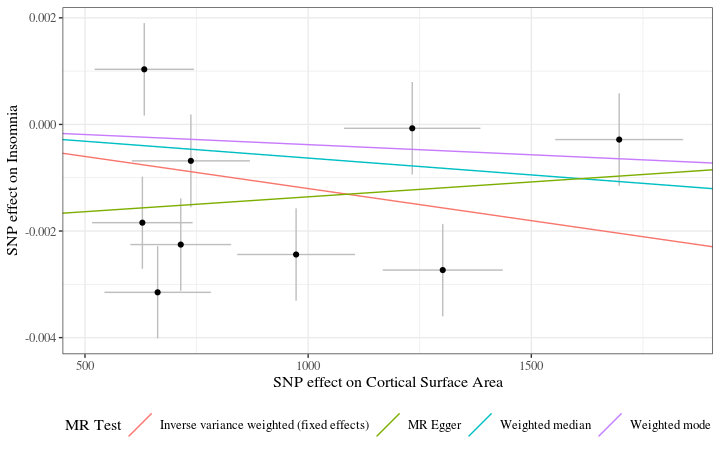 SNP effect on Insomnia
0.002
0.000
-0.002
-0.004
500 1000 1500
SNP effect on Cortical Surface Area
MR Test Inverse variance weighted (fixed effects) MR Egger Weighted median Weighted mode